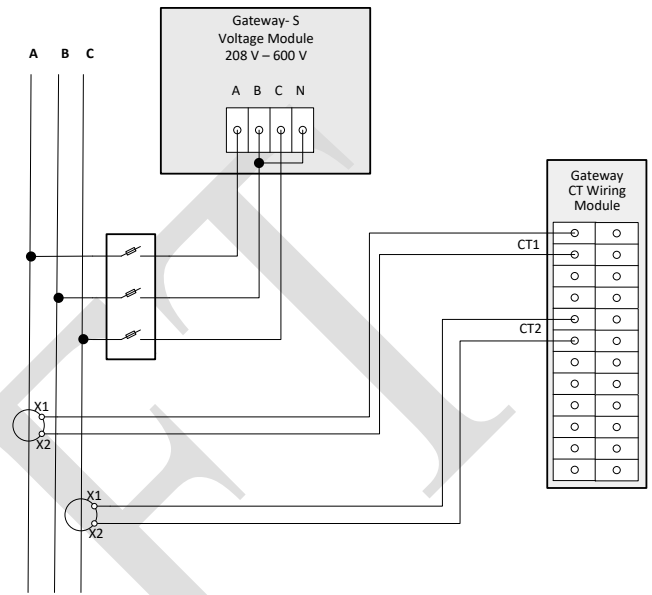 Gateway- S
Voltage Module
208 V – 600 V
A B C
A B C N
Gateway
CT Wiring
Module
CT1
CT2
X1
X2
X1
X2